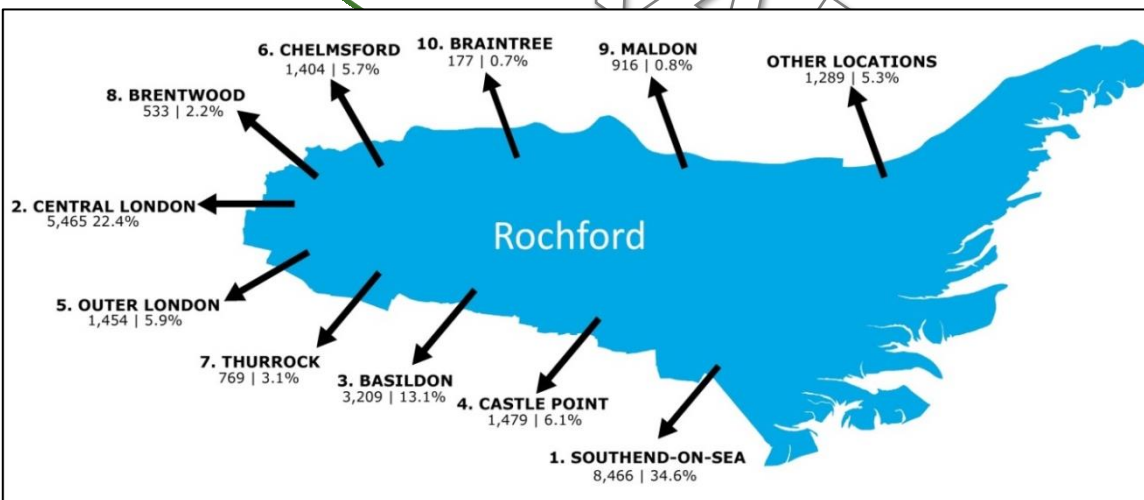 6. CHELMSFORD
1,404 | 5.7%
10. BRAINTREE
177 | 0.7%
9. MALDON
916 | 0.8%
OTHER LOCATIONS
1,289 | 5.3%
8. BRENTWOOD
533 | 2.2%
2. CENTRAL LONDON
5,465 22.4%
Rochford
5. OUTER LONDON
1,454 | 5.9%
7. THURROCK
769 | 3.1%
3. BASILDON
3,209 | 13.1%
4. CASTLE POINT
1,479 | 6.1%
1. SOUTHEND-ON-SEA
8,466 | 34.6%